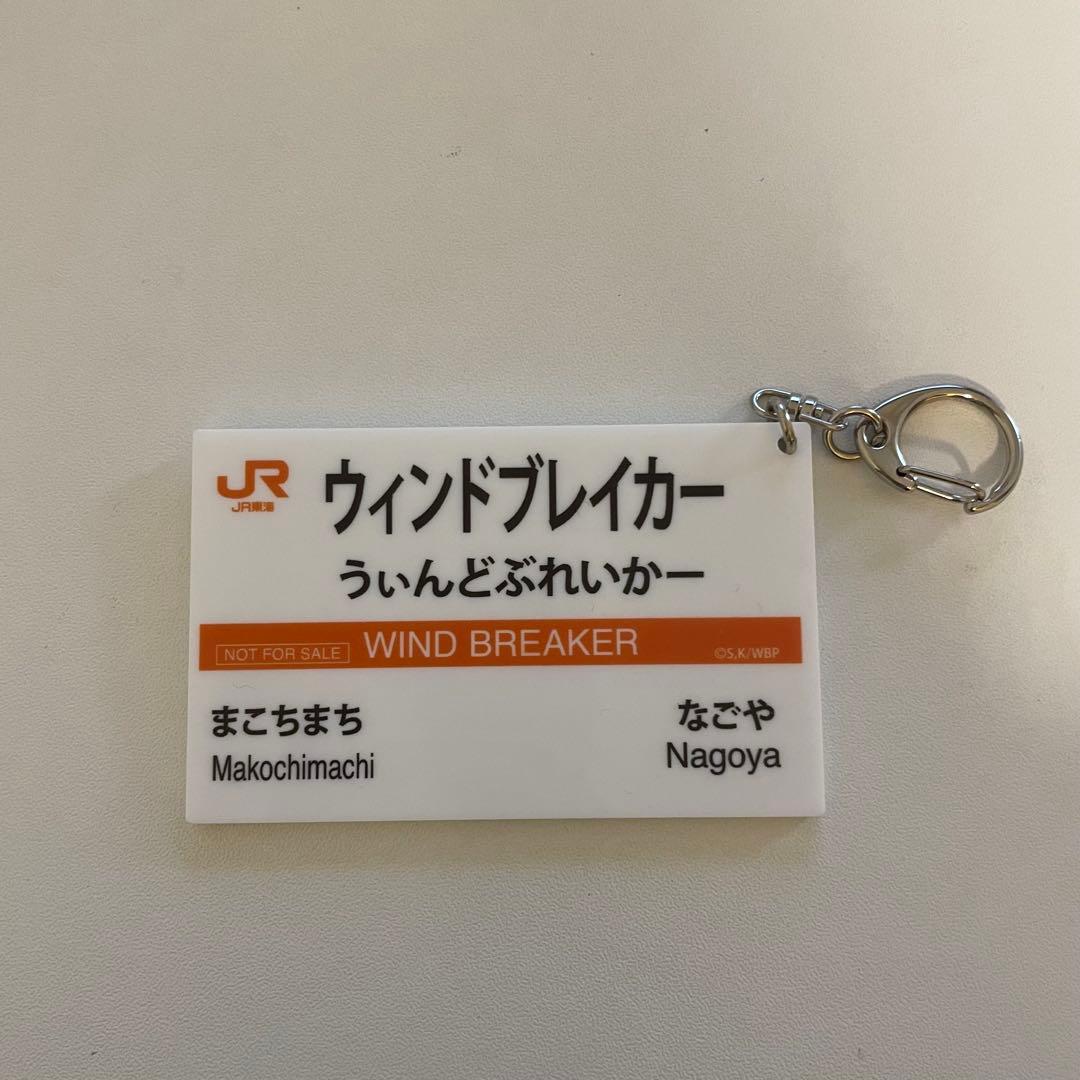 JR
JR東海
ウィンドブレイカー
うぃんどぶれいかー
NOT FOR SALE WIND BREAKER ©S,K/WBP
まこちまち なごや
Makochimachi Nagoya